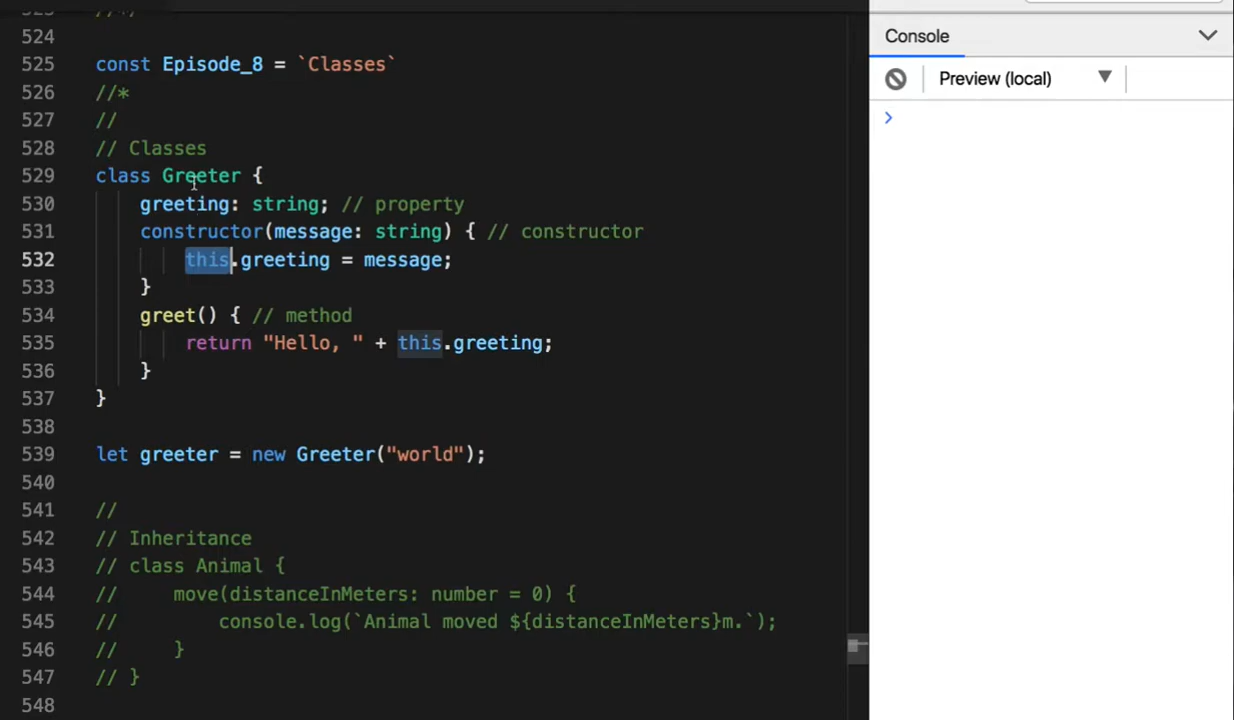 524
525 const Episode_8 = `Classes`
526 //*
527 //
528 // Classes
529 class Greeter {
530 greeting: string; // property
531 constructor(message: string) { // constructor
532 this.greeting = message;
533 }
534 greet() { // method
535 return "Hello, " + this.greeting;
536 }
537 }
538
539 let greeter = new Greeter("world");
540
541 //
542 // Inheritance
543 // class Animal {
544 // move(distanceInMeters: number = 0) {
545 // console.log(`Animal moved ${distanceInMeters}m.`);
546 // }
547 // }
548
Console
Preview (local)